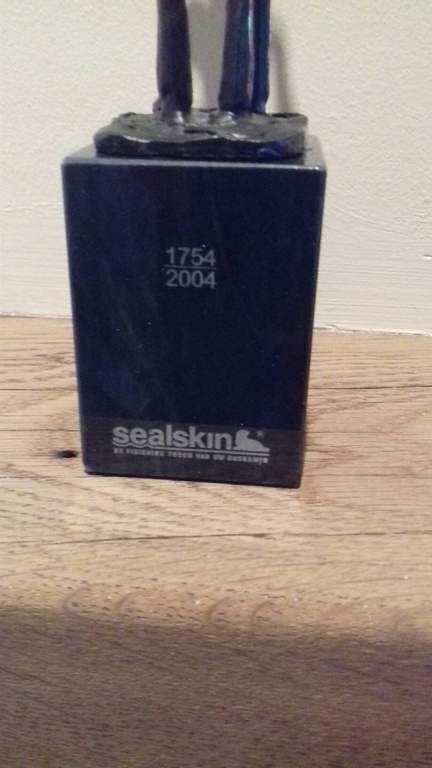 1754
2004
sealskin®
DE FINISHING TOUCH VAN UW BADKAMER